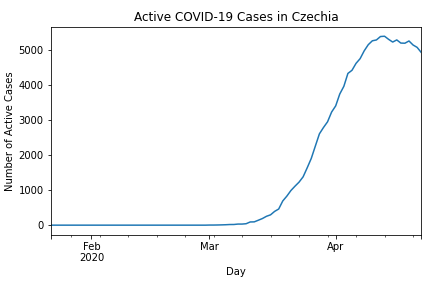 Active COVID-19 Cases in Czechia
Number of Active Cases
5000
4000
3000
2000
1000
0
Feb
2020
Mar
Apr
Day